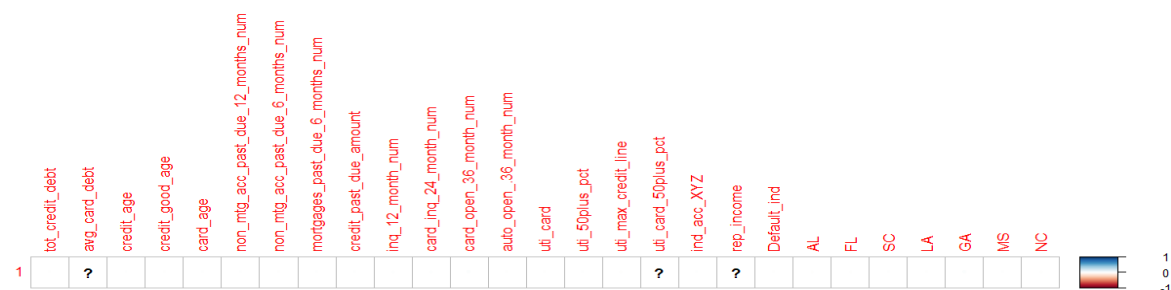 tot_credit_debt
avg_card_debt
credit_age
credit_good_age
card_age
non_mtg_acc_past_due_12_months_num
non_mtg_acc_past_due_6_months_num
mortgages_past_due_6_months_num
credit_past_due_amount
inq_12_month_num
card_inq_24_month_num
card_open_36_month_num
auto_open_36_month_num
uti_card
uti_50plus_pct
uti_max_credit_line
uti_card_50plus_pct
ind_acc_XYZ
rep_income
Default_ind
AL
FL
SC
LA
GA
MS
NC
1 ? ? ?
1
0
-1